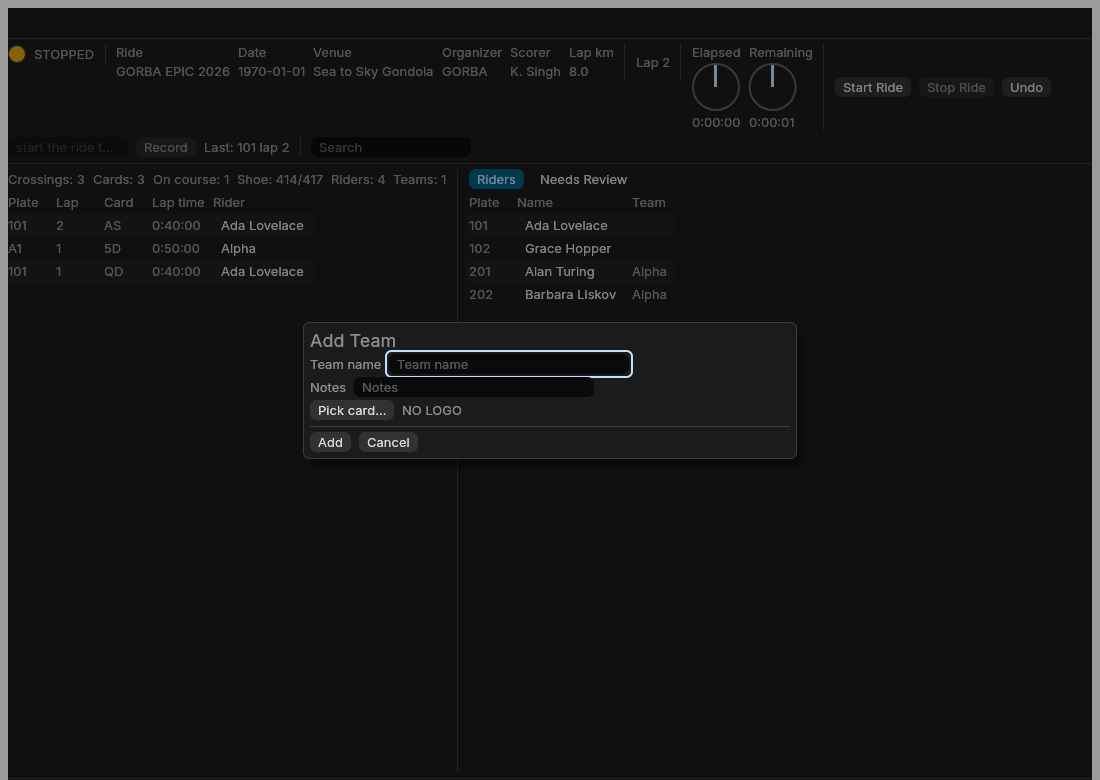 STOPPED Ride Date Venue Organizer Scorer Lap km Lap 2 Elapsed Remaining
GORBA EPIC 2026 1970-01-01 Sea to Sky Gondola GORBA K. Singh 8.0
Start Ride Stop Ride Undo
0:00:00 0:00:01
start the ride t... Record Last: 101 lap 2 Search
Crossings: 3 Cards: 3 On course: 1 Shoe: 414/417 Riders: 4 Teams: 1
Plate Lap Card Lap time Rider
101 2 AS 0:40:00 Ada Lovelace
A1 1 5D 0:50:00 Alpha
101 1 QD 0:40:00 Ada Lovelace
Riders Needs Review
Plate Name Team
101 Ada Lovelace
102 Grace Hopper
201 Alan Turing Alpha
202 Barbara Liskov Alpha
Add Team
Team name Team name
Notes Notes
Pick card... NO LOGO
Add Cancel